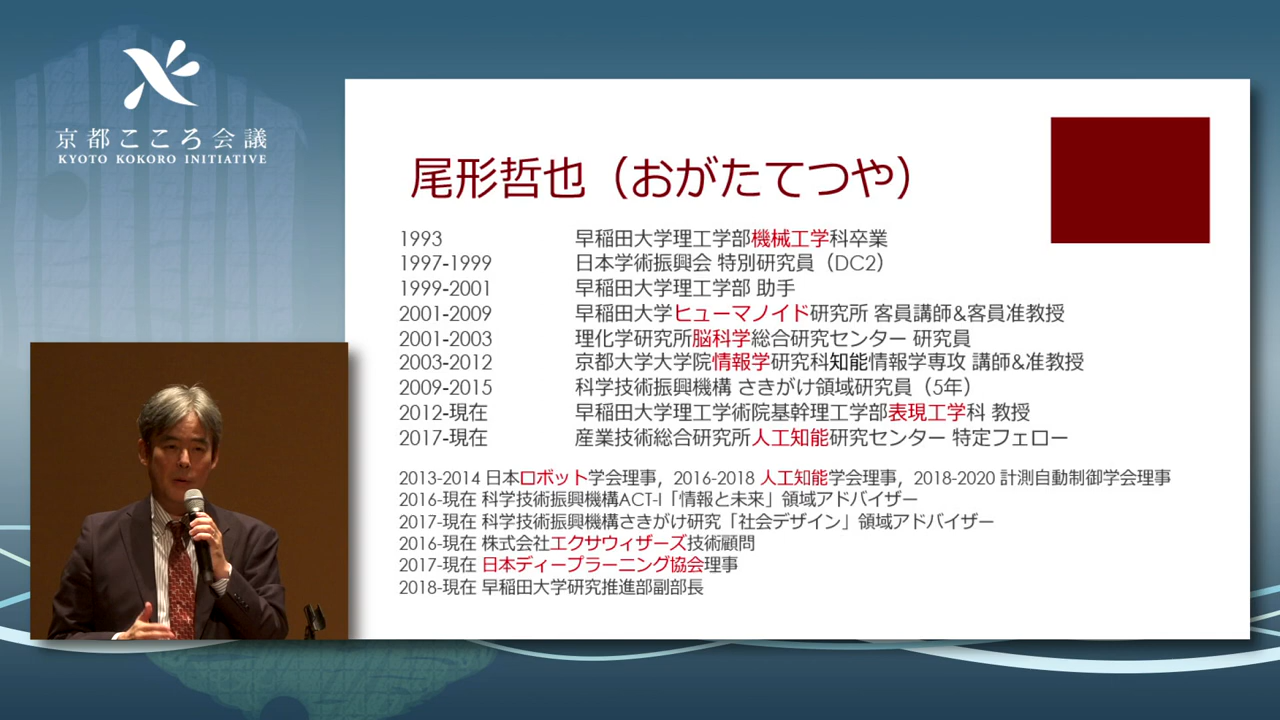 京都こころ会議
KYOTO KOKORO INITIATIVE
尾形哲也（おがたてつや）
1993 早稲田大学理工学部機械工学科卒業
1997-1999 日本学術振興会 特別研究員（DC2）
1999-2001 早稲田大学理工学部 助手
2001-2009 早稲田大学ヒューマノイド研究所 客員講師&客員准教授
2001-2003 理化学研究所脳科学総合研究センター 研究員
2003-2012 京都大学大学院情報学研究科知能情報学専攻 講師&准教授
2009-2015 科学技術振興機構 さきがけ領域研究員（5年）
2012-現在 早稲田大学理工学術院基幹理工学部表現工学科 教授
2017-現在 産業技術総合研究所人工知能研究センター 特定フェロー
2013-2014 日本ロボット学会理事，2016-2018 人工知能学会理事，2018-2020 計測自動制御学会理事
2016-現在 科学技術振興機構ACT-I「情報と未来」領域アドバイザー
2017-現在 科学技術振興機構さきがけ研究「社会デザイン」領域アドバイザー
2016-現在 株式会社エクサウィザーズ技術顧問
2017-現在 日本ディープラーニング協会理事
2018-現在 早稲田大学研究推進部副部長